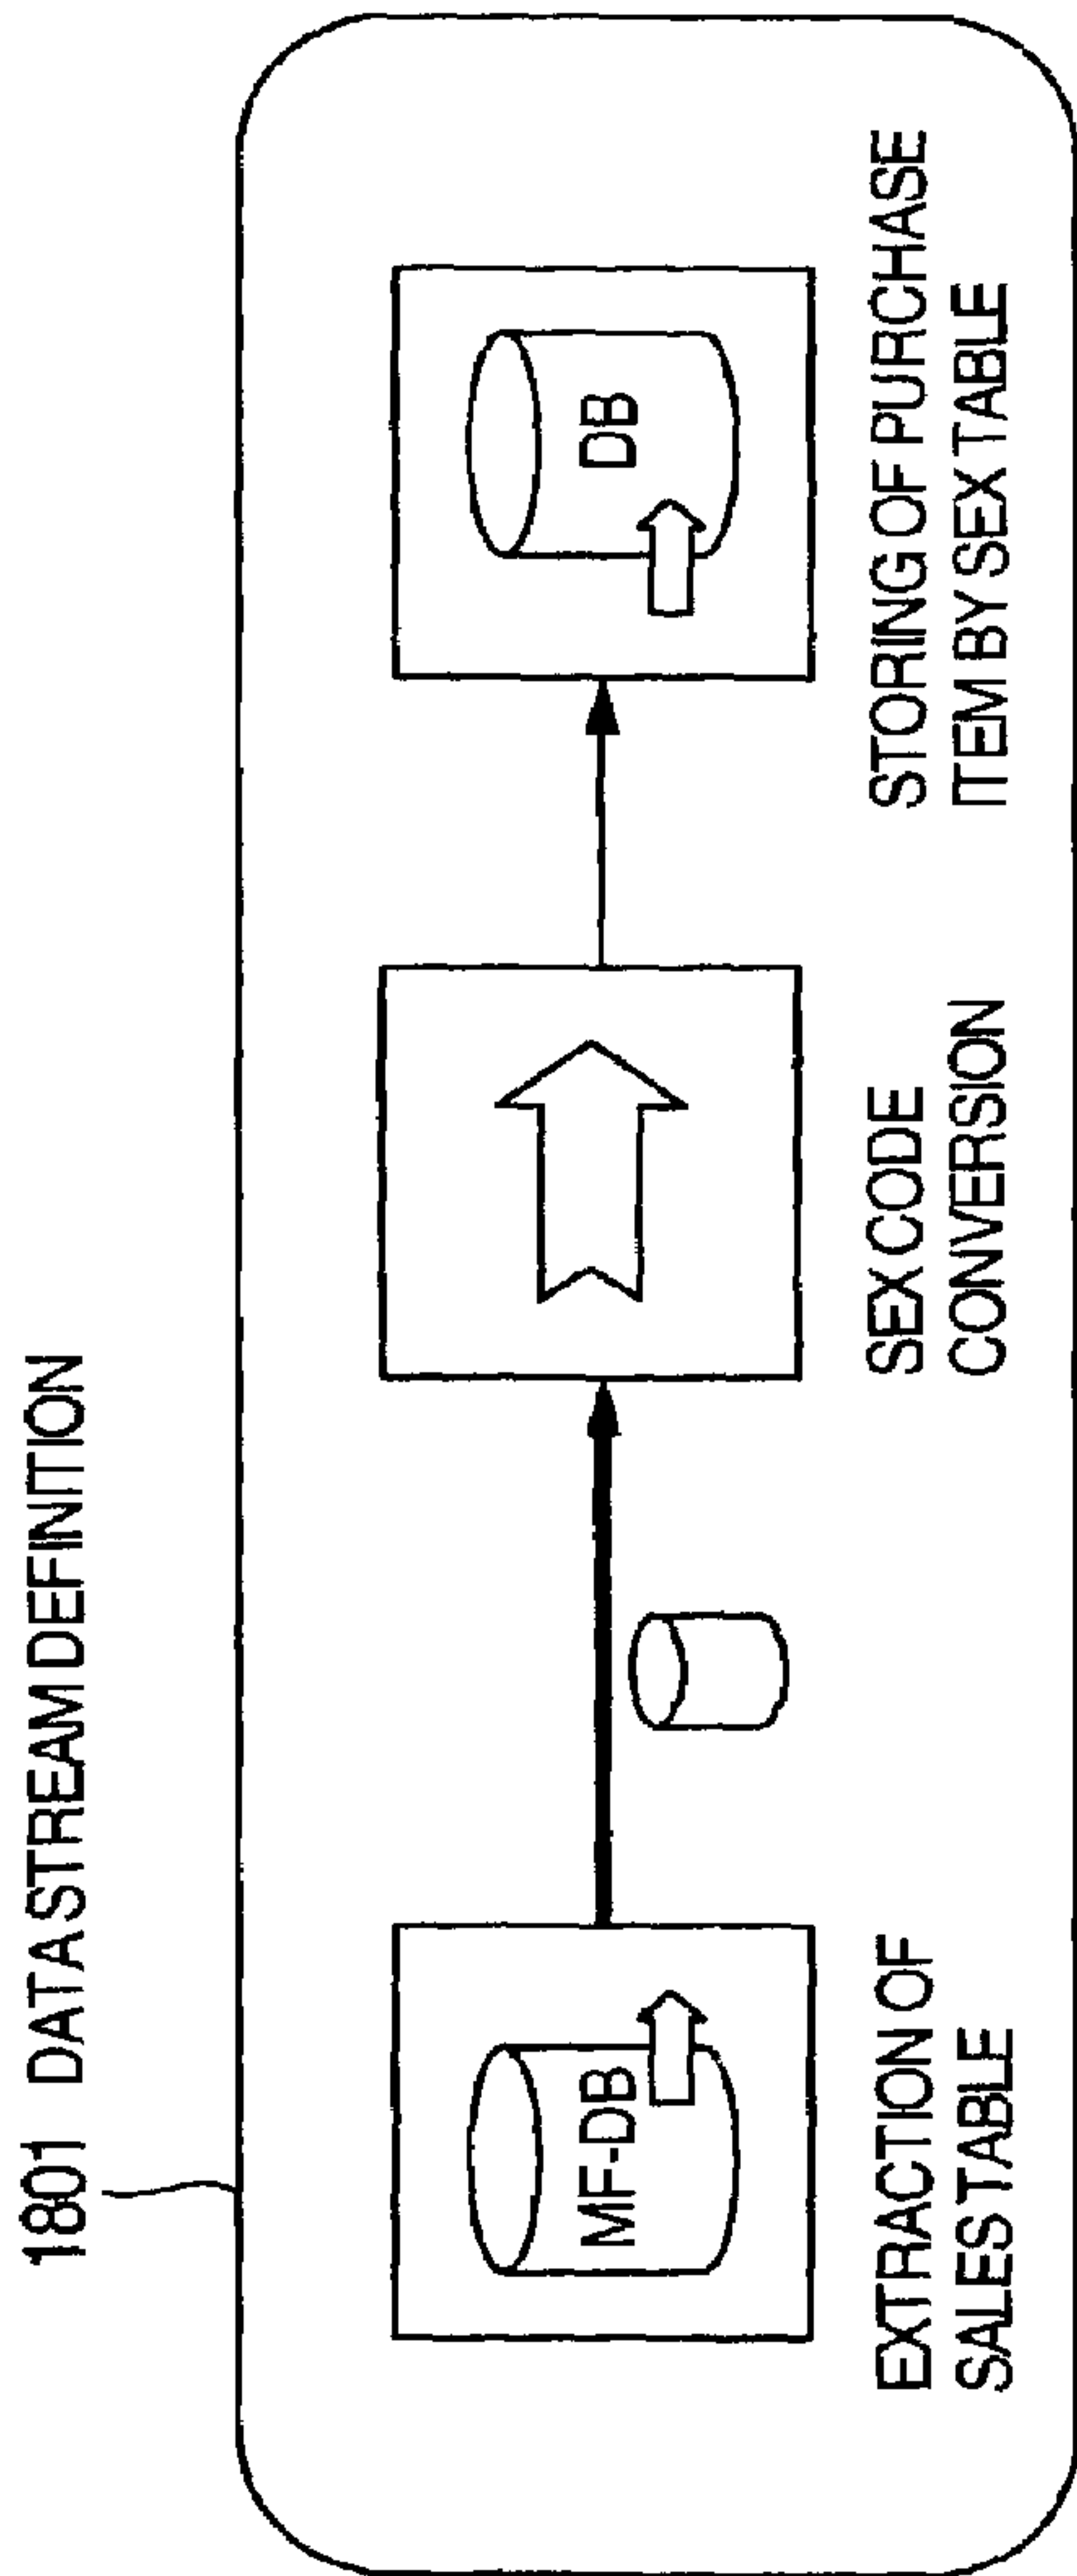 1801 DATA STREAM DEFINITION
MF-DB
EXTRACTION OF
SALES TABLE
SEX CODE
CONVERSION
DB
STORING OF PURCHASE
ITEM BY SEX TABLE